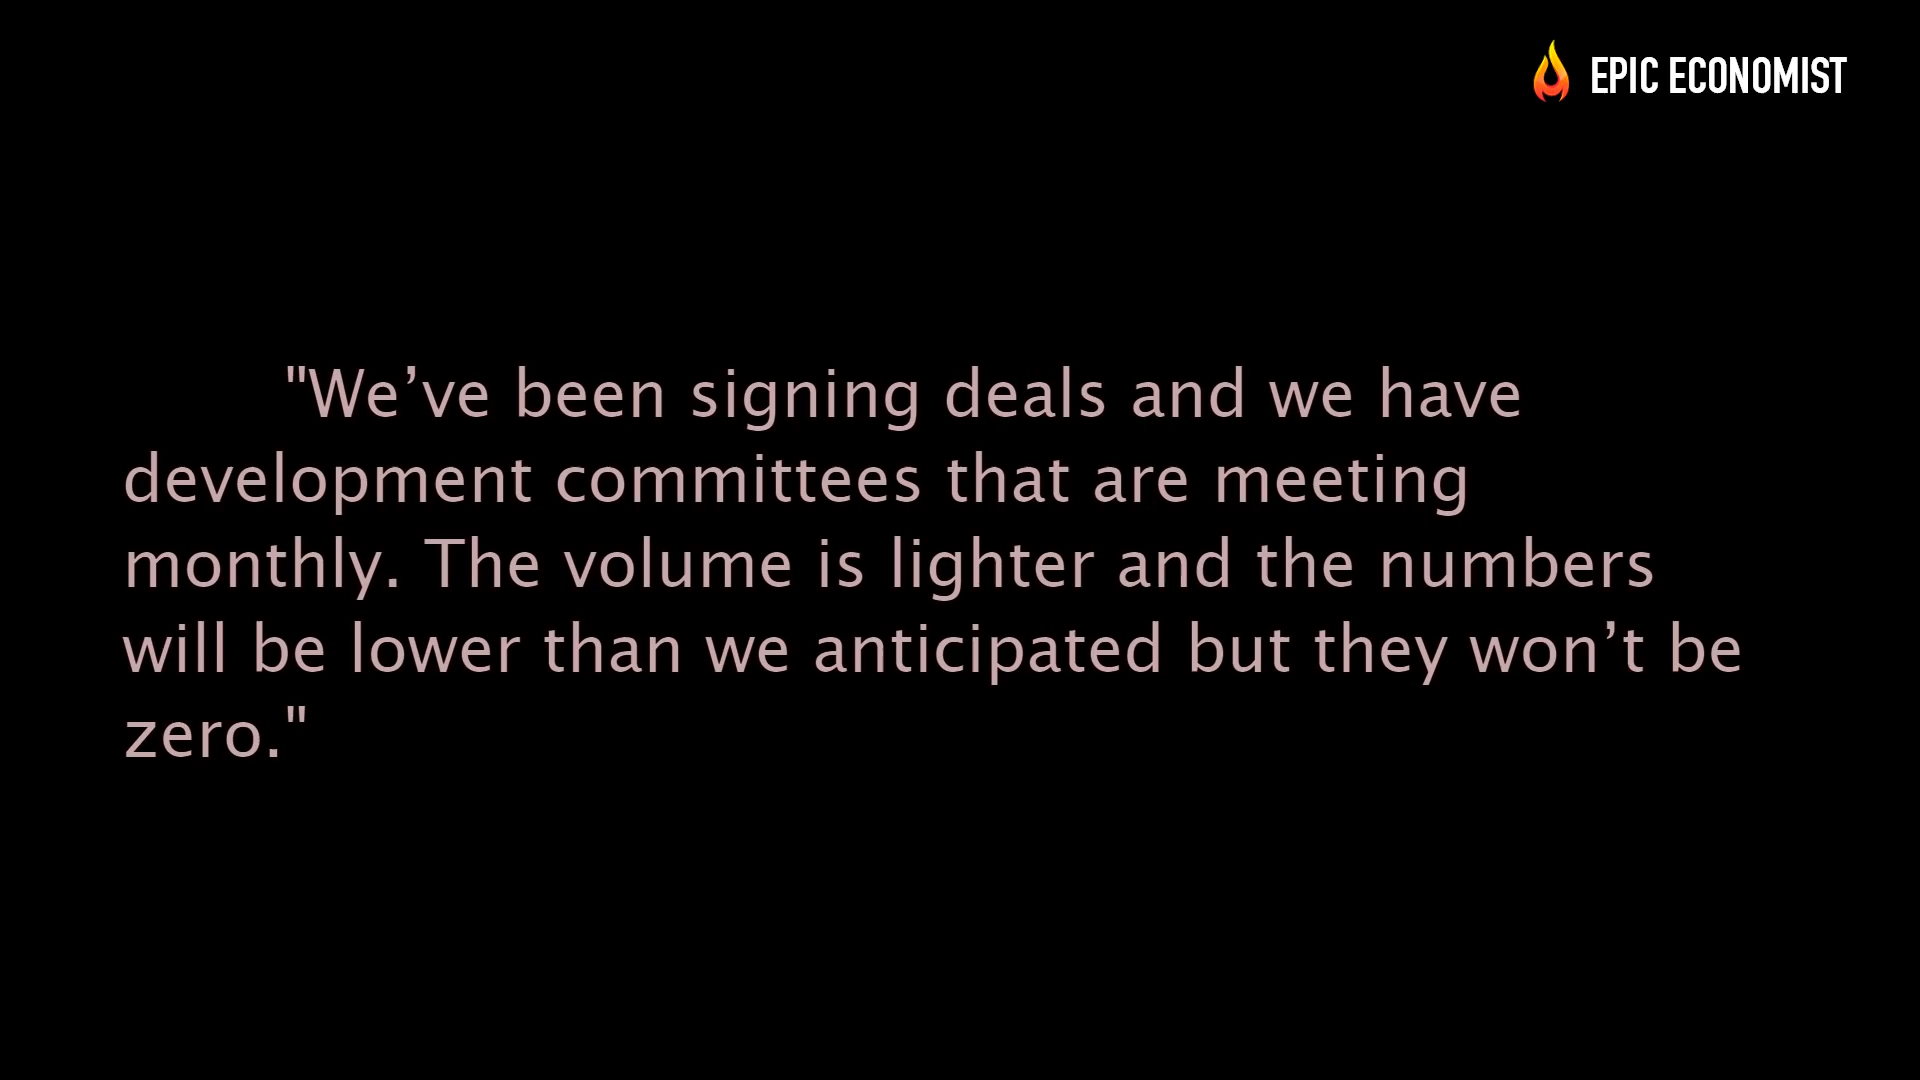 EPIC ECONOMIST
"We’ve been signing deals and we have
development committees that are meeting
monthly. The volume is lighter and the numbers
will be lower than we anticipated but they won’t be
zero."